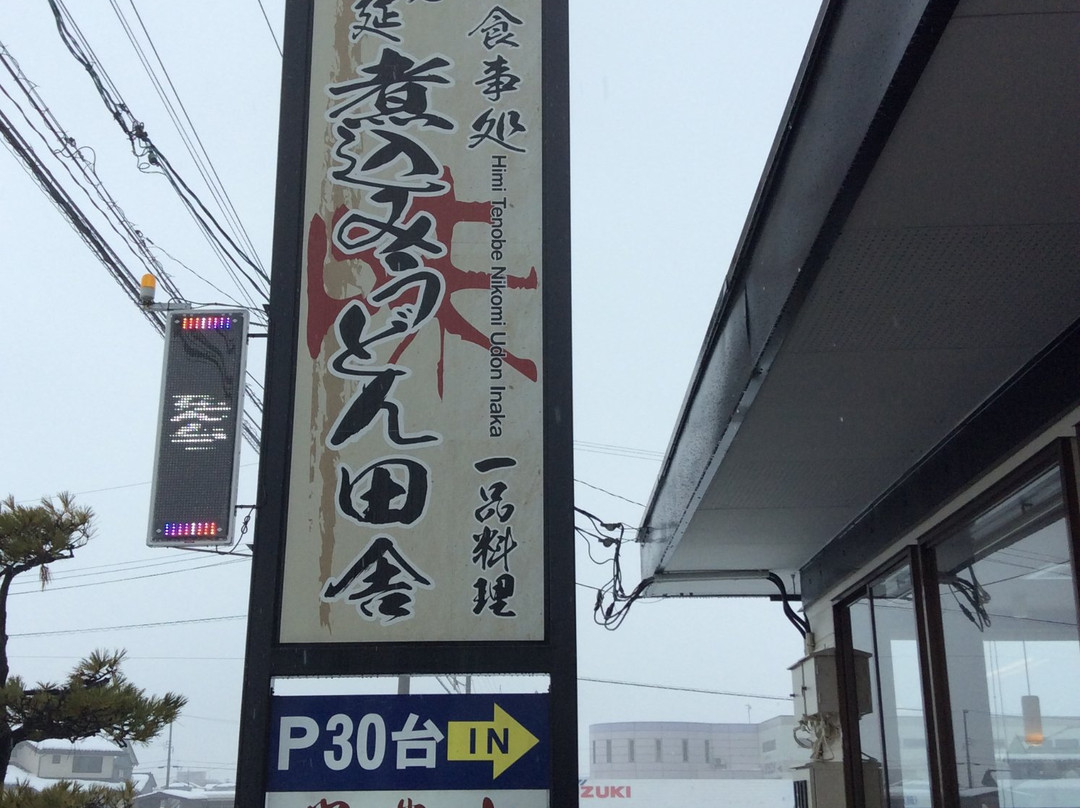 食事処
延
煮込みうどん田舎
Himi Tenobe Nikomi Udon Inaka
一品料理
P30台 IN
ZUKI